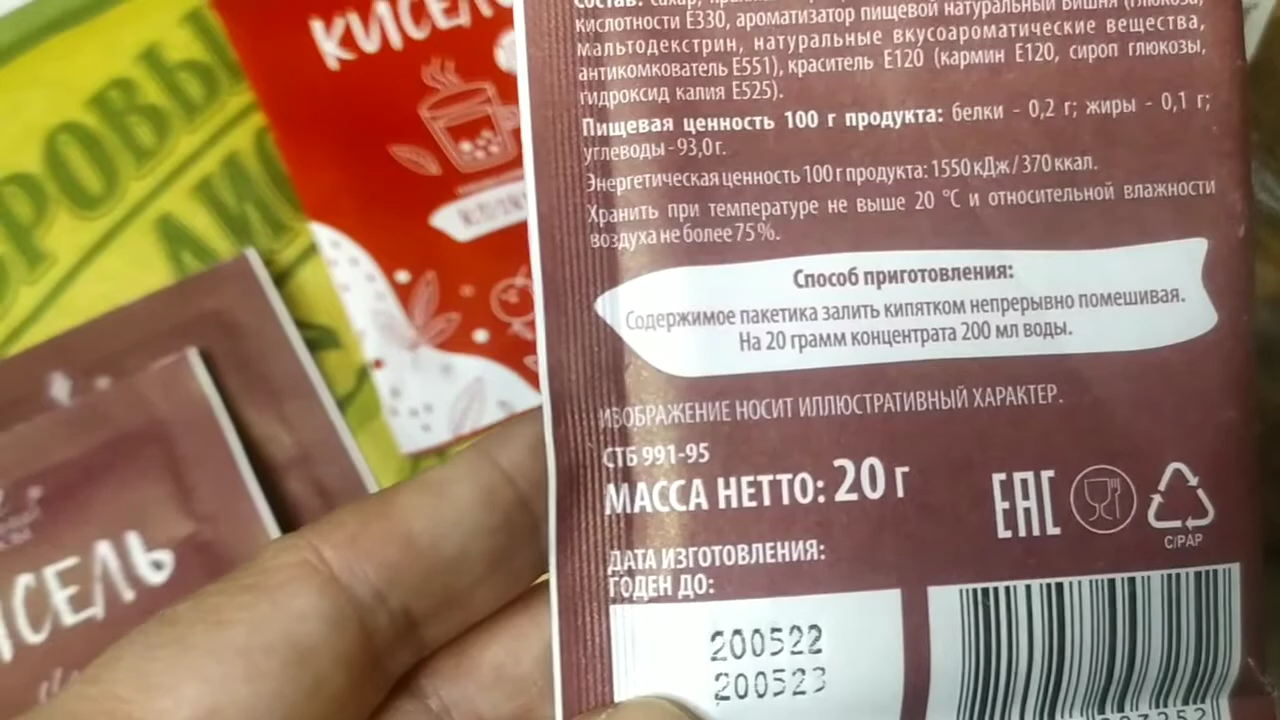 КИСЕЛЬ
Состав: сахар,
кислотности Е330, ароматизатор пищевой натуральный Вишня (глюкоза,
мальтодекстрин, натуральные вкусоароматические вещества,
антикомкователь Е551), краситель Е120 (кармин Е120, сироп глюкозы,
гидроксид калия Е525).
Пищевая ценность 100 г продукта: белки - 0,2 г; жиры - 0,1 г;
углеводы - 93,0 г.
Энергетическая ценность 100 г продукта: 1550 кДж / 370 ккал.
Хранить при температуре не выше 20 °С и относительной влажности
воздуха не более 75 %.
Способ приготовления:
Содержимое пакетика залить кипятком непрерывно помешивая.
На 20 грамм концентрата 200 мл воды.
ИЗОБРАЖЕНИЕ НОСИТ ИЛЛЮСТРАТИВНЫЙ ХАРАКТЕР.
СТБ 991-95
МАССА НЕТТО: 20 г
ЕАС
C/PAP
ДАТА ИЗГОТОВЛЕНИЯ:
ГОДЕН ДО:
200522
200523
ИСЕЛЬ